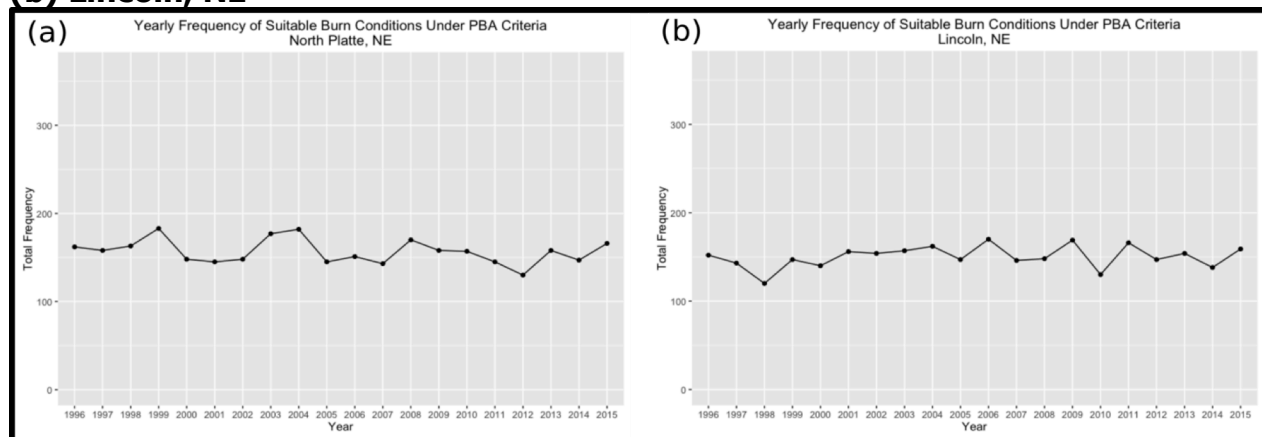 (b) Lincoln, NE
(a)
Yearly Frequency of Suitable Burn Conditions Under PBA Criteria
North Platte, NE
300
200
100
0
Total Frequency
1996 1997 1998 1999 2000 2001 2002 2003 2004 2005 2006 2007 2008 2009 2010 2011 2012 2013 2014 2015
Year
(b)
Yearly Frequency of Suitable Burn Conditions Under PBA Criteria
Lincoln, NE
300
200
100
0
Total Frequency
1996 1997 1998 1999 2000 2001 2002 2003 2004 2005 2006 2007 2008 2009 2010 2011 2012 2013 2014 2015
Year